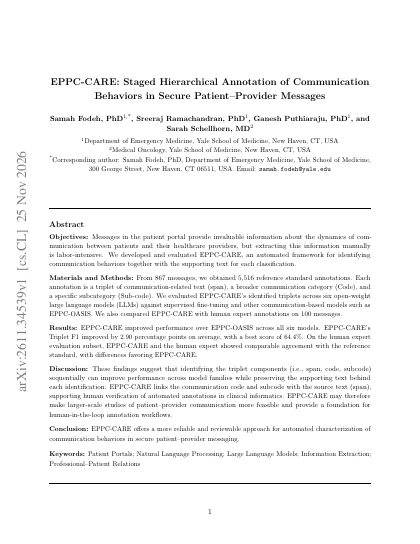 EPPC-CARE: Staged Hierarchical Annotation of Communication
Behaviors in Secure Patient–Provider Messages
Samah Fodeh, PhD1,*, Sreeraj Ramachandran, PhD1, Ganesh Puthiaraju, PhD1, and
Sarah Schellhorn, MD2
1Department of Emergency Medicine, Yale School of Medicine, New Haven, CT, USA
2Medical Oncology, Yale School of Medicine, New Haven, CT, USA
*Corresponding author: Samah Fodeh, PhD, Department of Emergency Medicine, Yale School of Medicine,
300 George Street, New Haven, CT 06511, USA. Email: samah.fodeh@yale.edu
Abstract
Objectives: Messages in the patient portal provide invaluable information about the dynamics of com-
munication between patients and their healthcare providers, but extracting this information manually
is labor-intensive. We developed and evaluated EPPC-CARE, an automated framework for identifying
communication behaviors together with the supporting text for each classification.
Materials and Methods: From 867 messages, we obtained 5,516 reference standard annotations. Each
annotation is a triplet of communication-related text (span), a broader communication category (Code), and
a specific subcategory (Sub-code). We evaluated EPPC-CARE's identified triplets across six open-weight
large language models (LLMs) against supervised fine-tuning and other communication-based models such as
EPPC-OASIS. We also compared EPPC-CARE with human expert annotations on 100 messages.
Results: EPPC-CARE improved performance over EPPC-OASIS across all six models. EPPC-CARE's
Triplet F1 improved by 2.90 percentage points on average, with a best score of 64.4%. On the human expert
evaluation subset, EPPC-CARE and the human expert showed comparable agreement with the reference
standard, with differences favoring EPPC-CARE.
Discussion: These findings suggest that identifying the triplet components (i.e., span, code, subcode)
sequentially can improve performance across model families while preserving the supporting text behind
each identification. EPPC-CARE links the communication code and subcode with the source text (span),
supporting human verification of automated annotations in clinical informatics. EPPC-CARE may therefore
make larger-scale studies of patient–provider communication more feasible and provide a foundation for
human-in-the-loop annotation workflows.
Conclusion: EPPC-CARE offers a more reliable and reviewable approach for automated characterization of
communication behaviors in secure patient–provider messaging.
Keywords: Patient Portals; Natural Language Processing; Large Language Models; Information Extraction;
Professional–Patient Relations
1
arXiv:2611.34539v1 [cs.CL] 25 Nov 2026